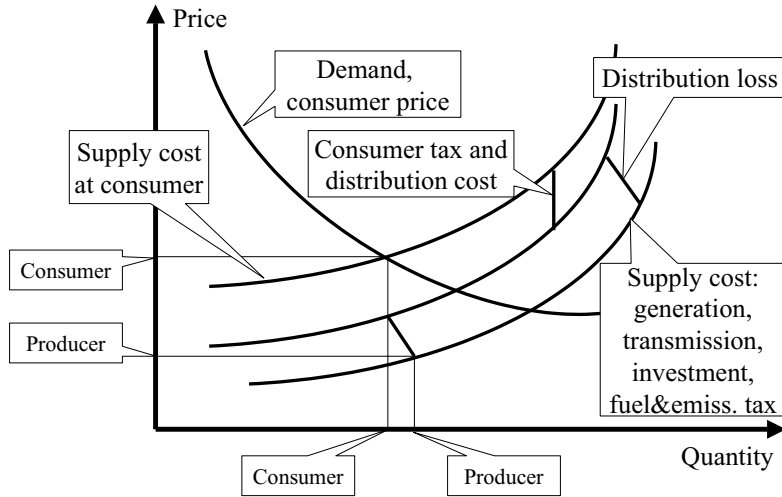 Price
Demand,
consumer price
Distribution loss
Supply cost
at consumer
Consumer tax and
distribution cost
Consumer
Producer
Supply cost:
generation,
transmission,
investment,
fuel&emiss. tax
Quantity
Consumer
Producer